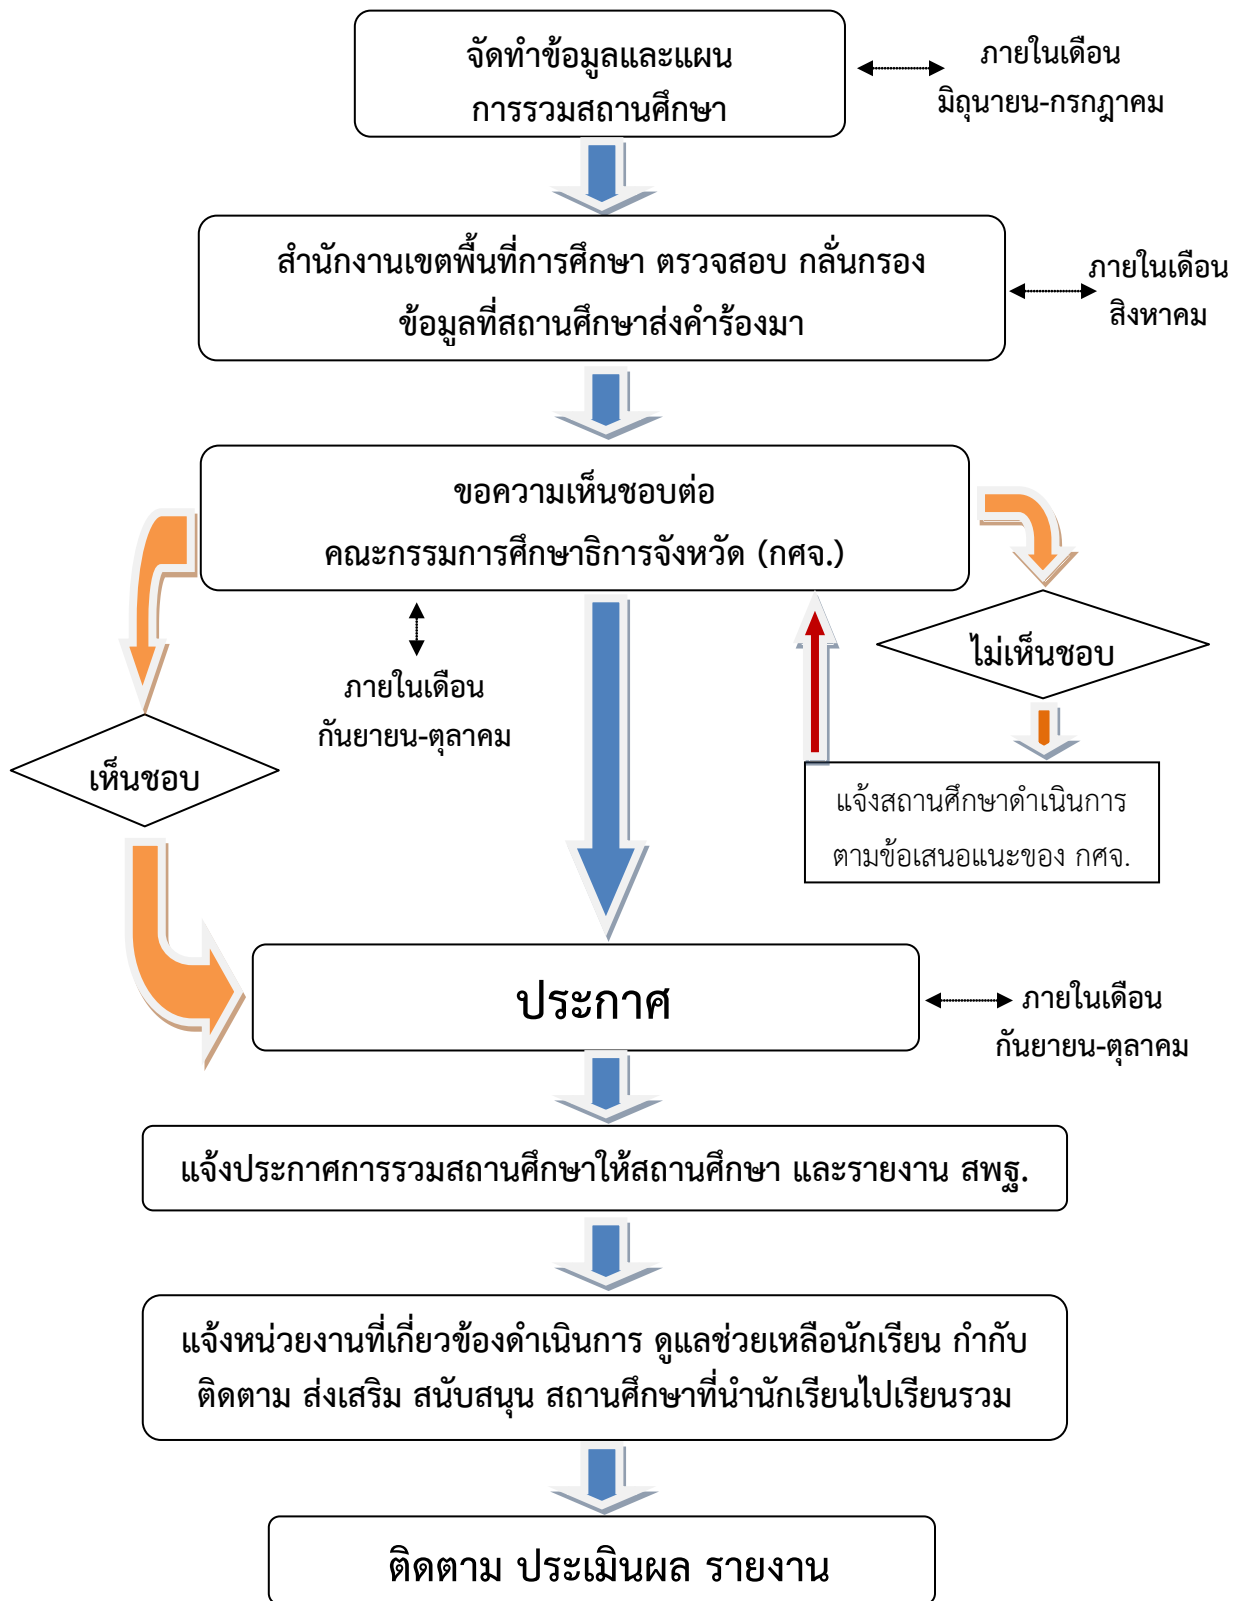 จัดทำข้อมูลและแผน
การรวมสถานศึกษา
ภายในเดือน
มิถุนายน-กรกฎาคม
สำนักงานเขตพื้นที่การศึกษา ตรวจสอบ กลั่นกรอง
ข้อมูลที่สถานศึกษาส่งคำร้องมา
ภายในเดือน
สิงหาคม
ขอความเห็นชอบต่อ
คณะกรรมการศึกษาธิการจังหวัด (กศจ.)
ภายในเดือน
กันยายน-ตุลาคม
ไม่เห็นชอบ
เห็นชอบ
แจ้งสถานศึกษาดำเนินการ
ตามข้อเสนอแนะของ กศจ.
ประกาศ
ภายในเดือน
กันยายน-ตุลาคม
แจ้งประกาศการรวมสถานศึกษาให้สถานศึกษา และรายงาน สพฐ.
แจ้งหน่วยงานที่เกี่ยวข้องดำเนินการ ดูแลช่วยเหลือนักเรียน กำกับ
ติดตาม ส่งเสริม สนับสนุน สถานศึกษาที่นำนักเรียนไปเรียนรวม
ติดตาม ประเมินผล รายงาน